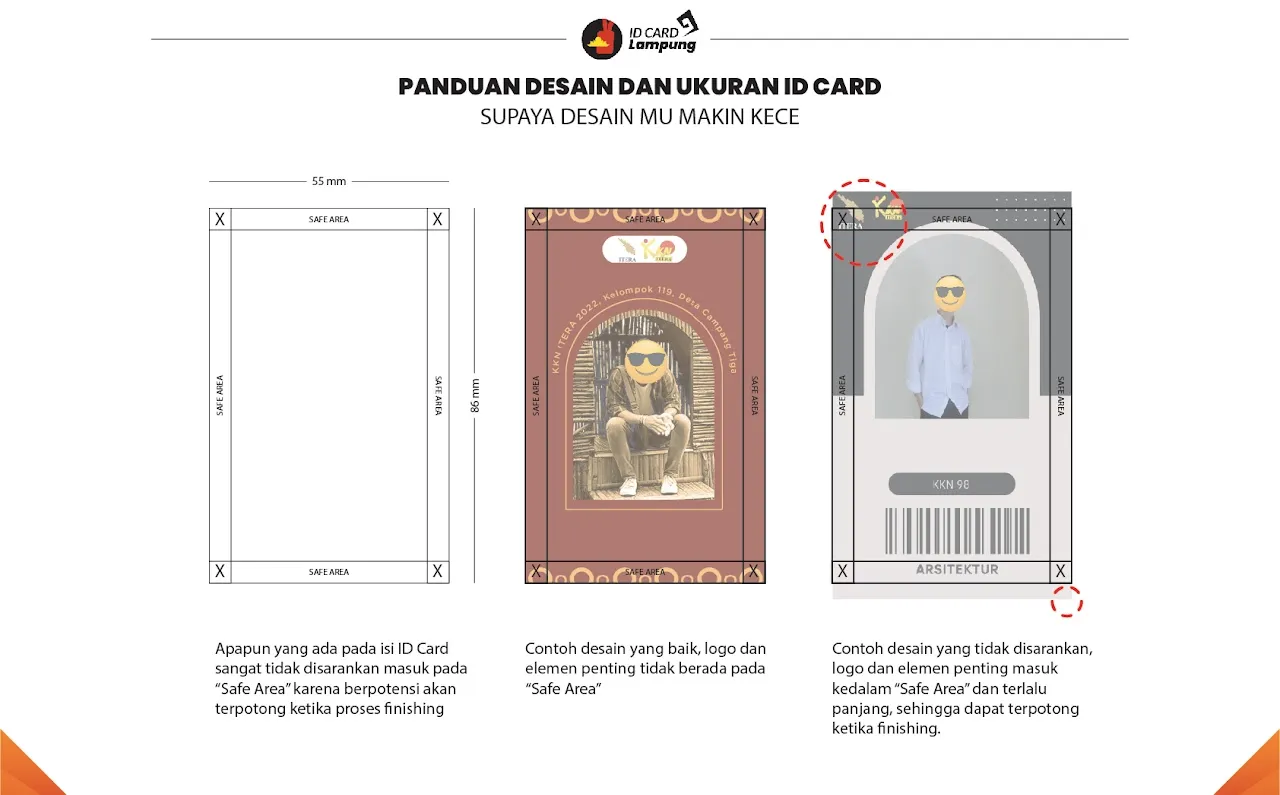 ID CARD
Lampung
PANDUAN DESAIN DAN UKURAN ID CARD
SUPAYA DESAIN MU MAKIN KECE
55 mm
X SAFE AREA X
SAFE AREA
SAFE AREA
86 mm
X SAFE AREA X
Apapun yang ada pada isi ID Card
sangat tidak disarankan masuk pada
“Safe Area” karena berpotensi akan
terpotong ketika proses finishing
X SAFE AREA X
ITERA KKN
ITERA
KKN ITERA 2022, Kelompok 119, Desa Campang Tiga
SAFE AREA
SAFE AREA
X SAFE AREA X
Contoh desain yang baik, logo dan
elemen penting tidak berada pada
“Safe Area”
X SAFE AREA X
ITERA KKN
ITERA
SAFE AREA
SAFE AREA
KKN 98
X ARSITEKTUR X
Contoh desain yang tidak disarankan,
logo dan elemen penting masuk
kedalam “Safe Area” dan terlalu
panjang, sehingga dapat terpotong
ketika finishing.